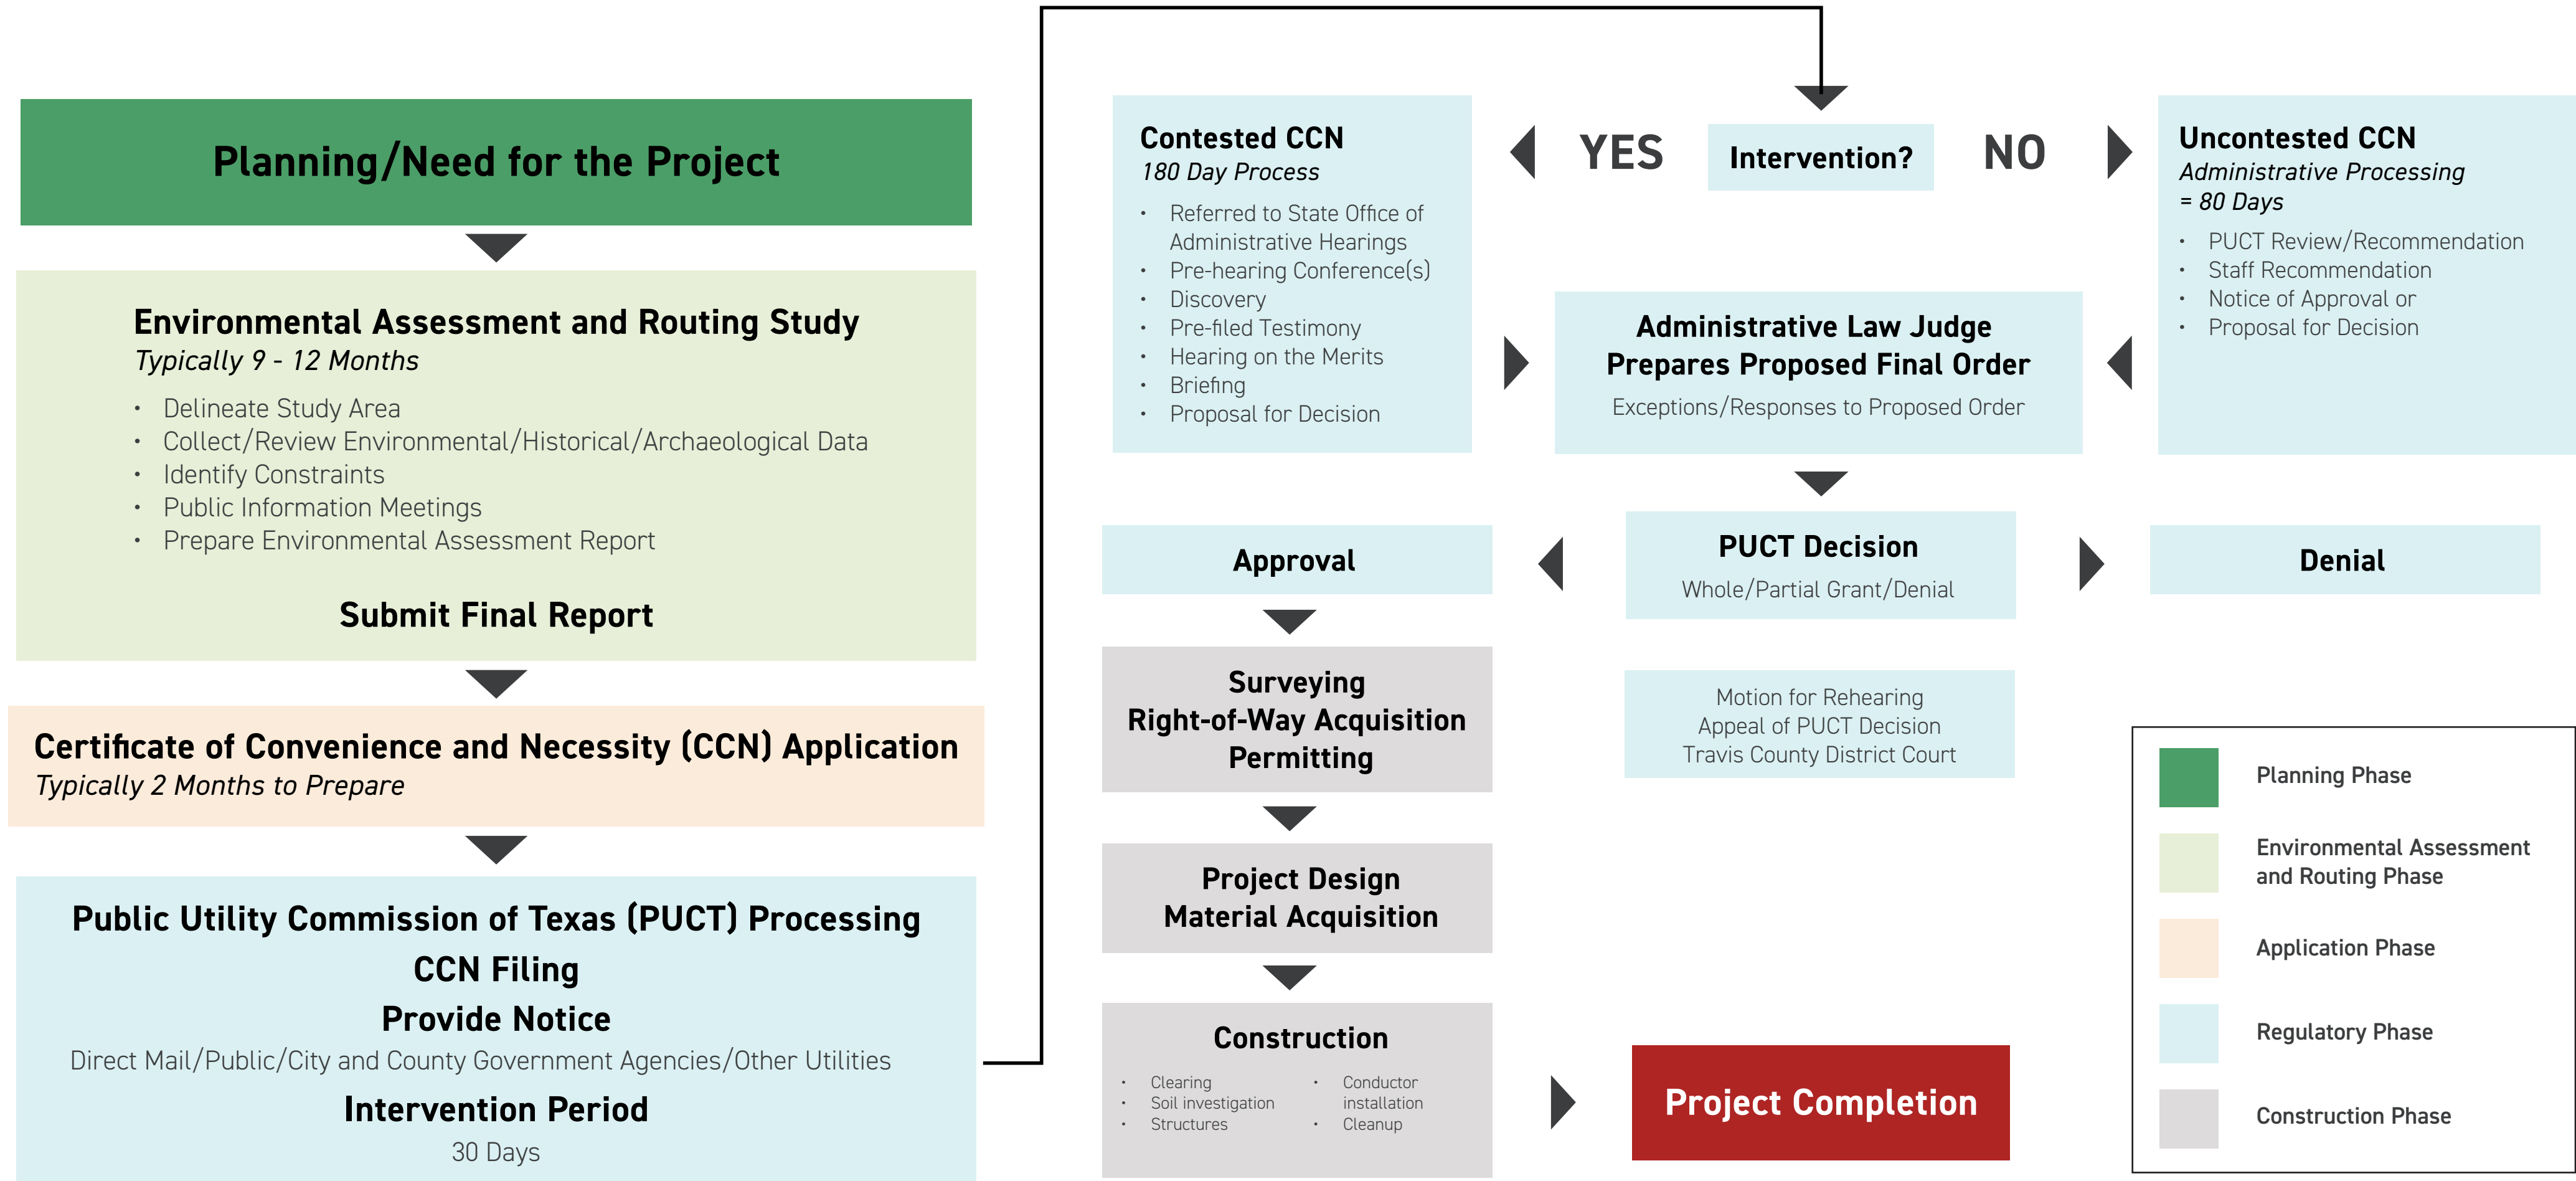 Planning/Need for the Project
Environmental Assessment and Routing Study
Typically 9 - 12 Months
• Delineate Study Area
• Collect/Review Environmental/Historical/Archaeological Data
• Identify Constraints
• Public Information Meetings
• Prepare Environmental Assessment Report
Submit Final Report
Certificate of Convenience and Necessity (CCN) Application
Typically 2 Months to Prepare
Public Utility Commission of Texas (PUCT) Processing
CCN Filing
Provide Notice
Direct Mail/Public/City and County Government Agencies/Other Utilities
Intervention Period
30 Days
Intervention?
YES
NO
Contested CCN
180 Day Process
• Referred to State Office of
Administrative Hearings
• Pre-hearing Conference(s)
• Discovery
• Pre-filed Testimony
• Hearing on the Merits
• Briefing
• Proposal for Decision
Uncontested CCN
Administrative Processing
= 80 Days
• PUCT Review/Recommendation
• Staff Recommendation
• Notice of Approval or
• Proposal for Decision
Administrative Law Judge
Prepares Proposed Final Order
Exceptions/Responses to Proposed Order
PUCT Decision
Whole/Partial Grant/Denial
Approval
Denial
Motion for Rehearing
Appeal of PUCT Decision
Travis County District Court
Surveying
Right-of-Way Acquisition
Permitting
Project Design
Material Acquisition
Construction
• Clearing
• Soil investigation
• Structures
• Conductor
installation
• Cleanup
Project Completion
Planning Phase
Environmental Assessment
and Routing Phase
Application Phase
Regulatory Phase
Construction Phase